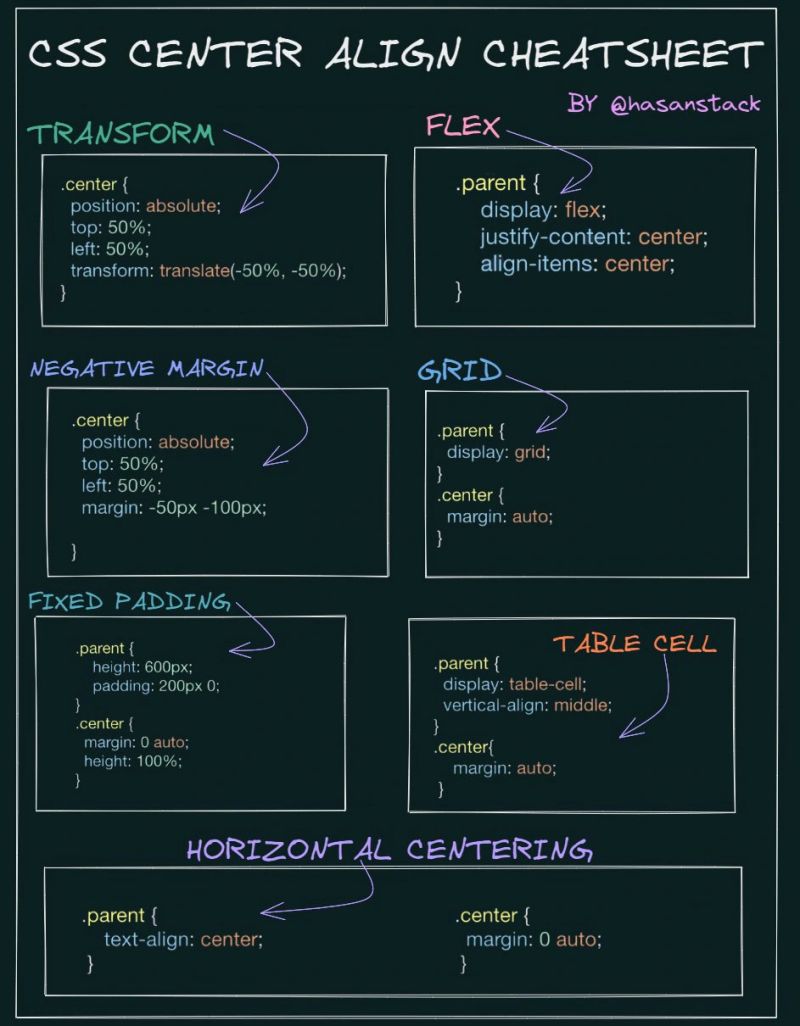 CSS CENTER ALIGN CHEATSHEET
BY @hasanstack
TRANSFORM
.center {
position: absolute;
top: 50%;
left: 50%;
transform: translate(-50%, -50%);
}
FLEX
.parent {
display: flex;
justify-content: center;
align-items: center;
}
NEGATIVE MARGIN
.center {
position: absolute;
top: 50%;
left: 50%;
margin: -50px -100px;
}
GRID
.parent {
display: grid;
}
.center {
margin: auto;
}
FIXED PADDING
.parent {
height: 600px;
padding: 200px 0;
}
.center {
margin: 0 auto;
height: 100%;
}
TABLE CELL
.parent {
display: table-cell;
vertical-align: middle;
}
.center{
margin: auto;
}
HORIZONTAL CENTERING
.parent {
text-align: center;
}
.center {
margin: 0 auto;
}